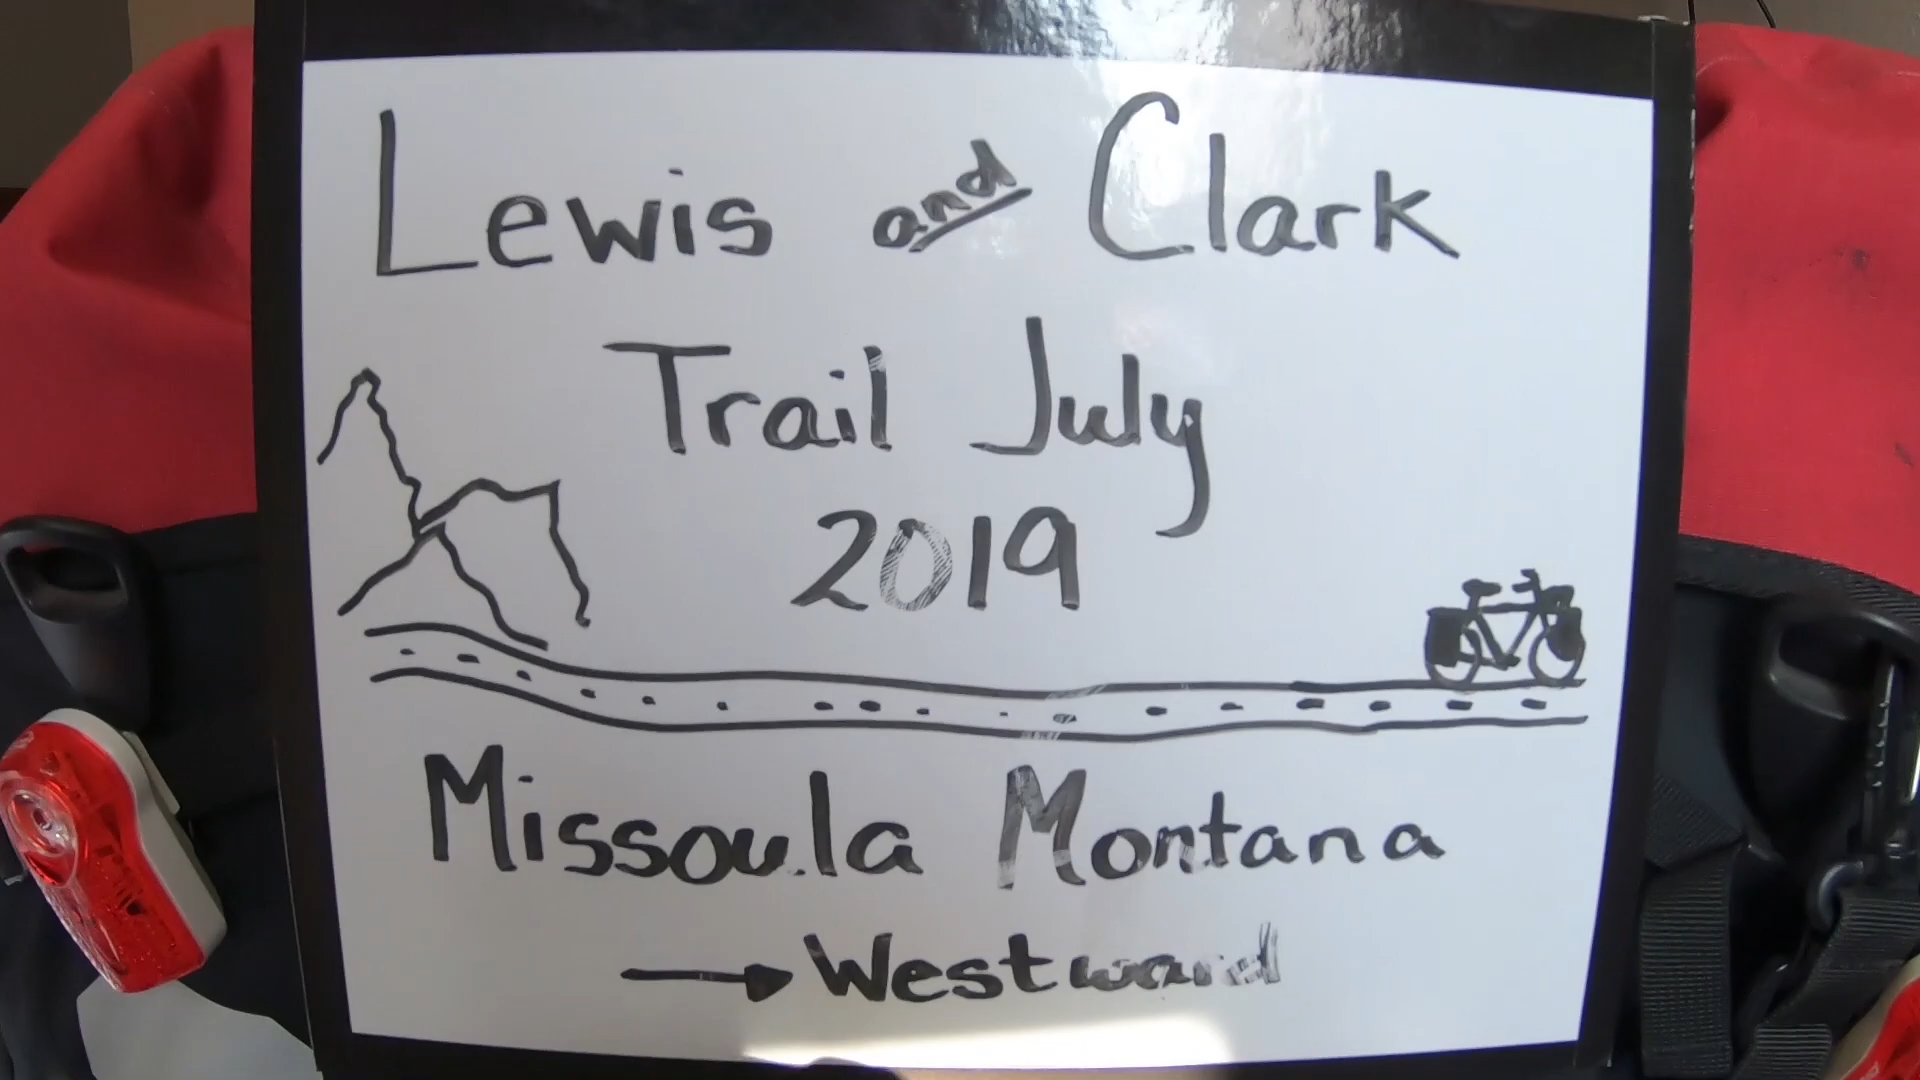 Lewis and Clark
Trail July
2019
Missoula Montana
→ Westward